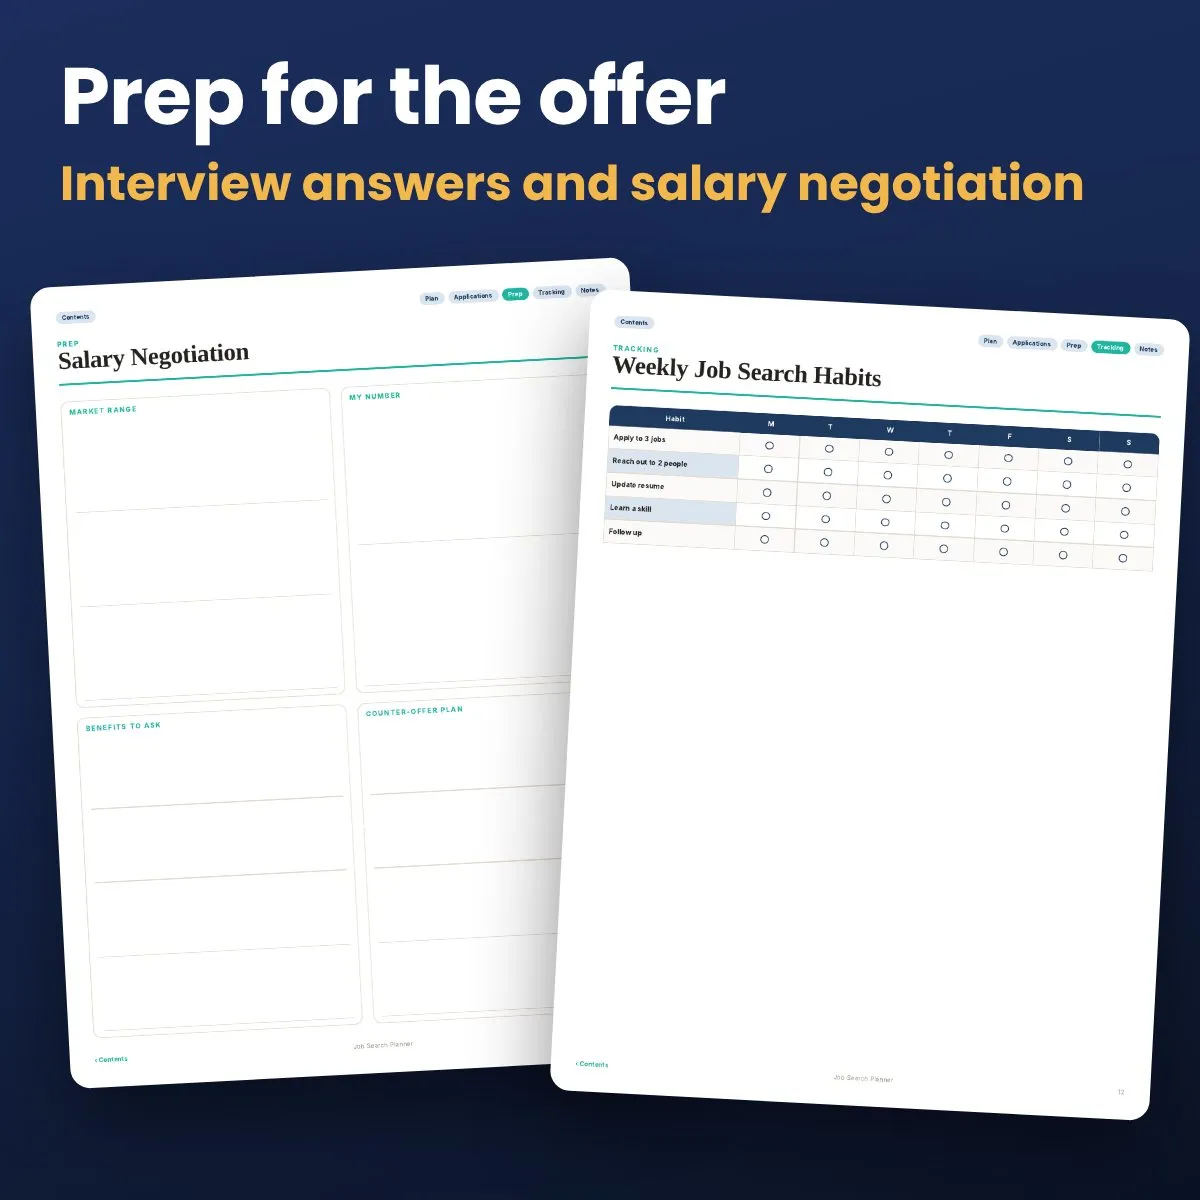 Prep for the offer
Interview answers and salary negotiation
Contents
Plan Applications Prep Tracking Notes
PREP
Salary Negotiation
MARKET RANGE
MY NUMBER
BENEFITS TO ASK
COUNTER-OFFER PLAN
‹ Contents
Job Search Planner
Contents
Plan Applications Prep Tracking Notes
TRACKING
Weekly Job Search Habits
Habit M T W T F S S
Apply to 3 jobs
Reach out to 2 people
Update resume
Learn a skill
Follow up
‹ Contents
Job Search Planner
12